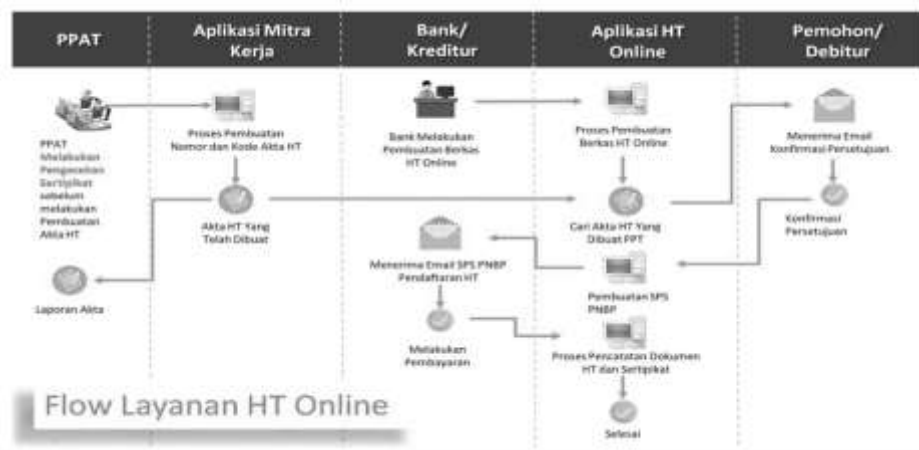 PPAT
Aplikasi Mitra
Kerja
Bank/
Kreditur
Aplikasi HT
Online
Pemohon/
Debitur
PPAT
Melakukan
Pengecekan
Sertipikat
sebelum
melakukan
Pembuatan
Akta HT
Proses Pembuatan
Nomor dan Kode Akta HT
Bank Melakukan
Pembuatan Berkas
HT Online
Proses Pembuatan
Berkas HT Online
Menerima Email
Konfirmasi Persetujuan
Akta HT Yang
Telah Dibuat
Cari Akta HT Yang
Dibuat PPT
Konfirmasi
Persetujuan
Laporan Akta
Menerima Email SPS PNBP
Pendaftaran HT
Pembuatan SPS
PNBP
Melakukan
Pembayaran
Proses Pencatatan Dokumen
HT dan Sertipikat
Selesai
Flow Layanan HT Online